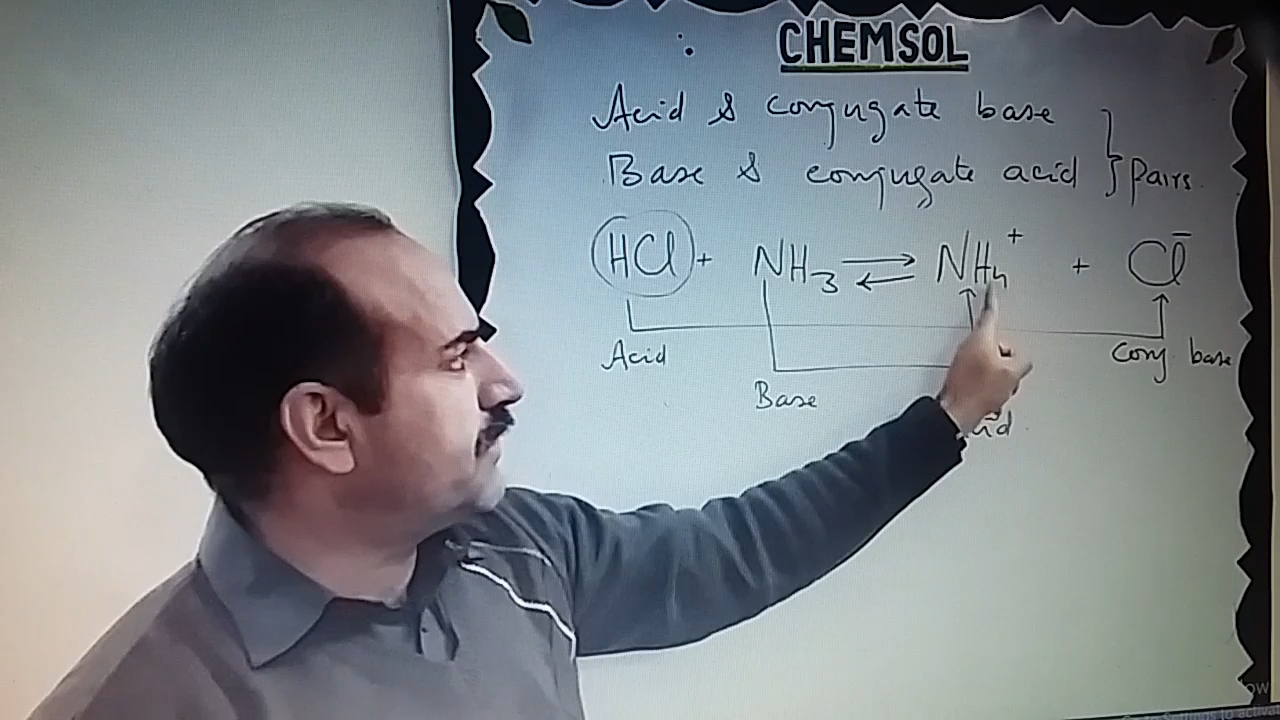 CHEMSOL
Acid & conjugate base
Base & conjugate acid } Pairs.
HCl + NH3 ⇌ NH4+ + Cl-
Acid
Conj base
Base